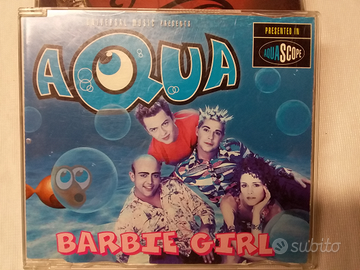 UNIVERSAL MUSIC PRESENTS
AQUA
PRESENTED IN
AQUASCOPE
BARBIE GIRL
subito